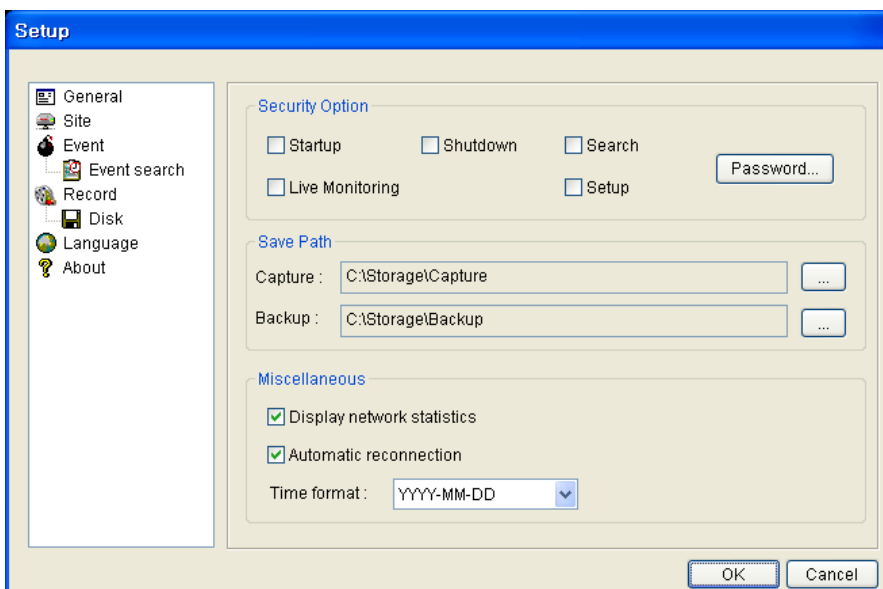 Setup
General
Site
Event
Event search
Record
Disk
Language
About
Security Option
Startup
Shutdown
Search
Live Monitoring
Setup
Password...
Save Path
Capture :
C:\Storage\Capture
...
Backup :
C:\Storage\Backup
...
Miscellaneous
Display network statistics
Automatic reconnection
Time format :
YYYY-MM-DD
OK
Cancel